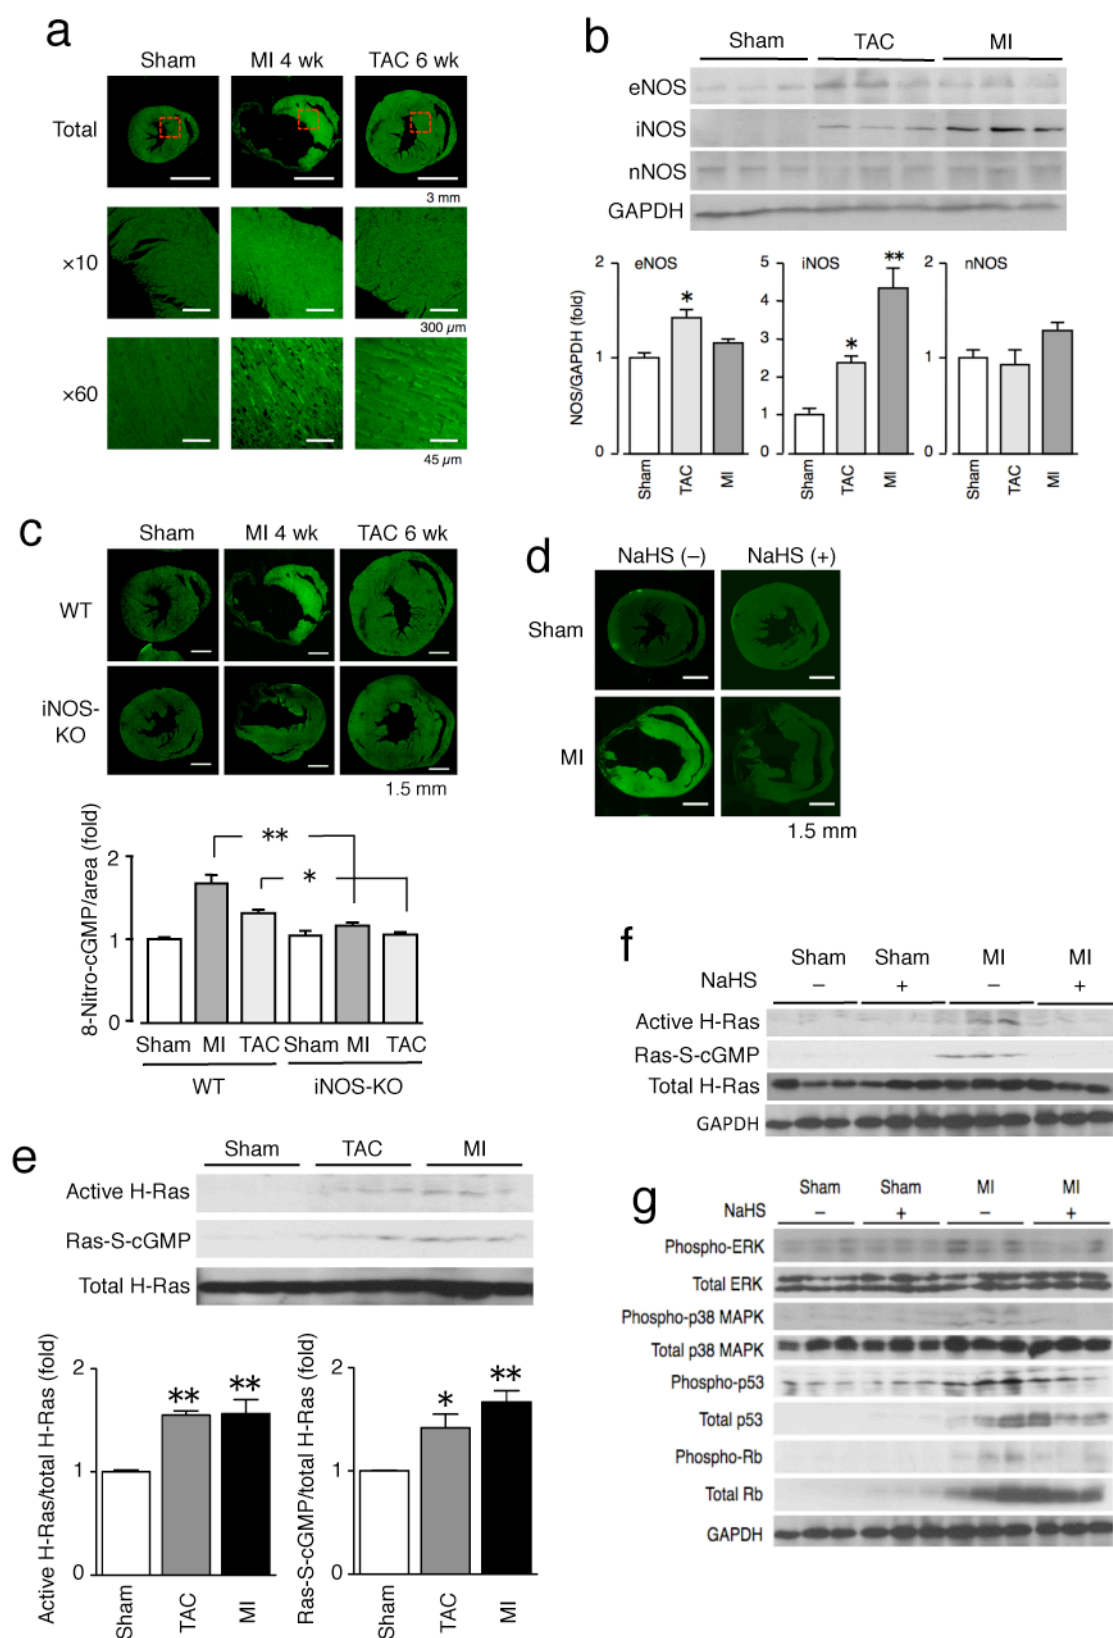 a
Sham MI 4 wk TAC 6 wk
Total
3 mm
×10
300 µm
×60
45 µm
b
Sham TAC MI
eNOS
iNOS
nNOS
GAPDH
NOS/GAPDH (fold)
2
1
0
eNOS
*
Sham TAC MI
5
4
3
2
1
0
iNOS
*
**
Sham TAC MI
2
1
0
nNOS
Sham TAC MI
c
Sham MI 4 wk TAC 6 wk
WT
iNOS-
KO
1.5 mm
8-Nitro-cGMP/area (fold)
2
1
0
**
*
Sham MI TAC Sham MI TAC
WT iNOS-KO
d
NaHS (–) NaHS (+)
Sham
MI
1.5 mm
e
Sham TAC MI
Active H-Ras
Ras-S-cGMP
Total H-Ras
Active H-Ras/total H-Ras (fold)
2
1
0
** **
Sham TAC MI
Ras-S-cGMP/total H-Ras (fold)
2
1
0
* **
Sham TAC MI
f
Sham Sham MI MI
NaHS – + – +
Active H-Ras
Ras-S-cGMP
Total H-Ras
GAPDH
g
Sham Sham MI MI
NaHS – + – +
Phospho-ERK
Total ERK
Phospho-p38 MAPK
Total p38 MAPK
Phospho-p53
Total p53
Phospho-Rb
Total Rb
GAPDH